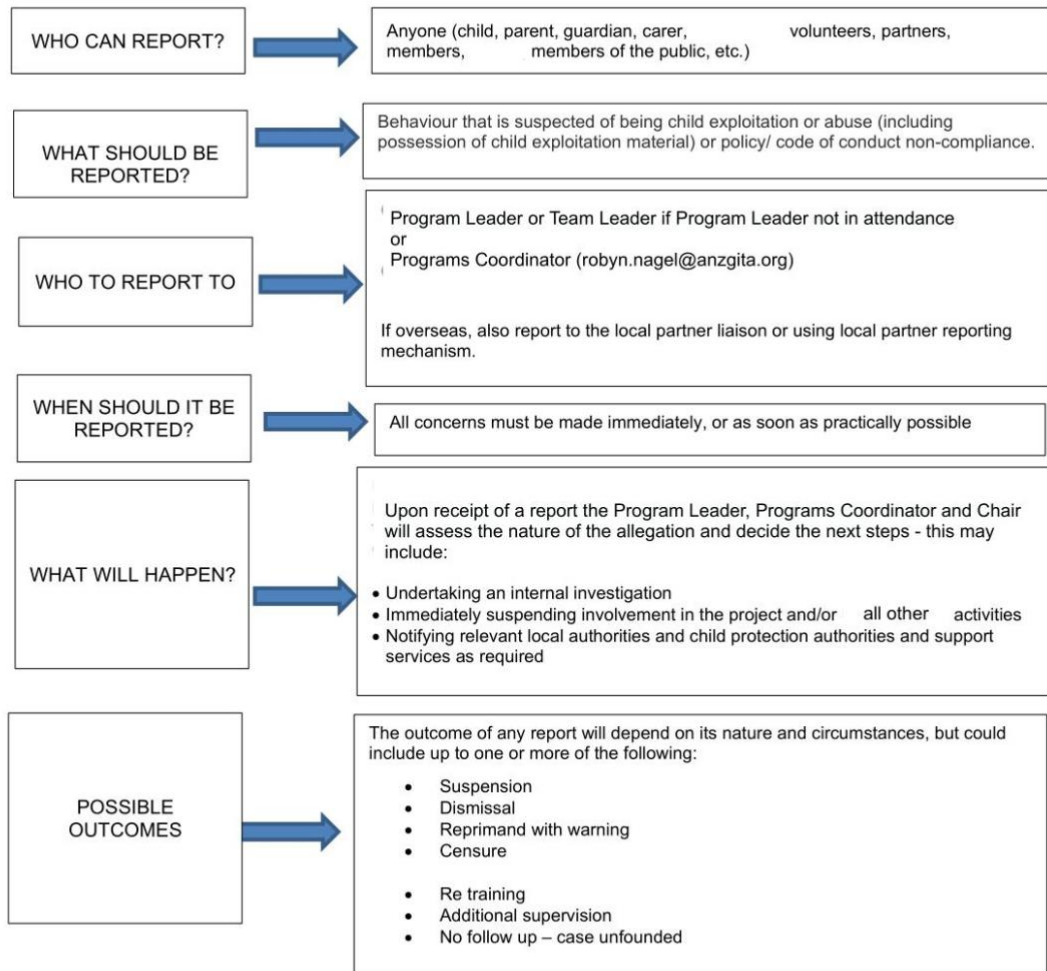 WHO CAN REPORT?
Anyone (child, parent, guardian, carer, volunteers, partners,
members, members of the public, etc.)
WHAT SHOULD BE
REPORTED?
Behaviour that is suspected of being child exploitation or abuse (including
possession of child exploitation material) or policy/ code of conduct non-compliance.
WHO TO REPORT TO
Program Leader or Team Leader if Program Leader not in attendance
or
Programs Coordinator (robyn.nagel@anzgita.org)
If overseas, also report to the local partner liaison or using local partner reporting
mechanism.
WHEN SHOULD IT BE
REPORTED?
All concerns must be made immediately, or as soon as practically possible
WHAT WILL HAPPEN?
Upon receipt of a report the Program Leader, Programs Coordinator and Chair
will assess the nature of the allegation and decide the next steps - this may
include:
• Undertaking an internal investigation
• Immediately suspending involvement in the project and/or all other activities
• Notifying relevant local authorities and child protection authorities and support
services as required
POSSIBLE
OUTCOMES
The outcome of any report will depend on its nature and circumstances, but could
include up to one or more of the following:
• Suspension
• Dismissal
• Reprimand with warning
• Censure
• Re training
• Additional supervision
• No follow up – case unfounded